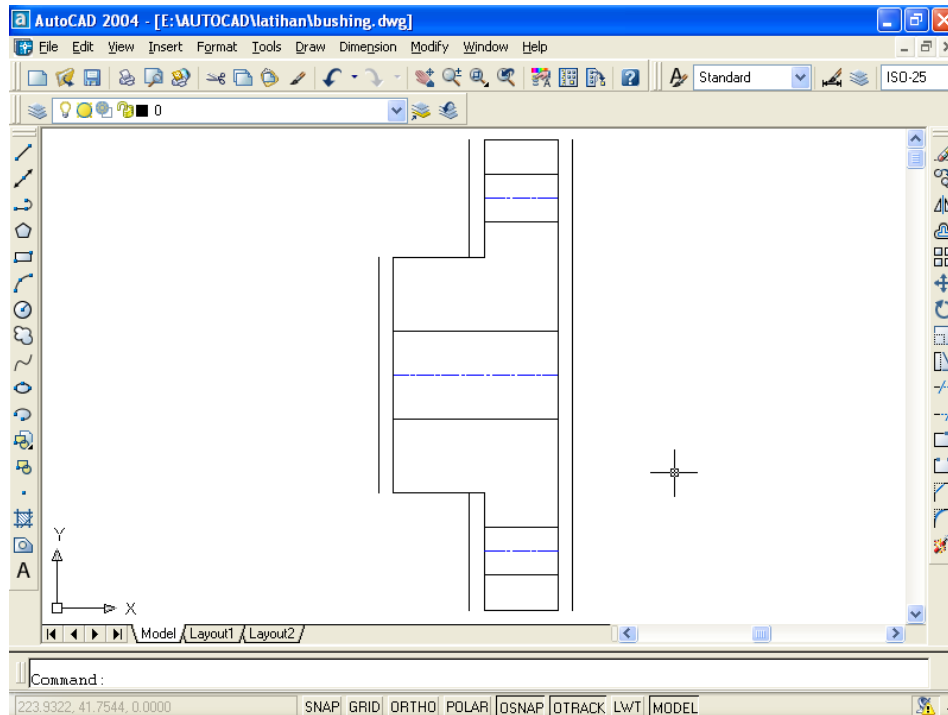 a AutoCAD 2004 - [E:\AUTOCAD\latihan\bushing.dwg]
File Edit View Insert Format Tools Draw Dimension Modify Window Help
Standard ISO-25
0
A
Y
X
Model Layout1 Layout2
Command:
223.9322, 41.7544, 0.0000 SNAP GRID ORTHO POLAR OSNAP OTRACK LWT MODEL